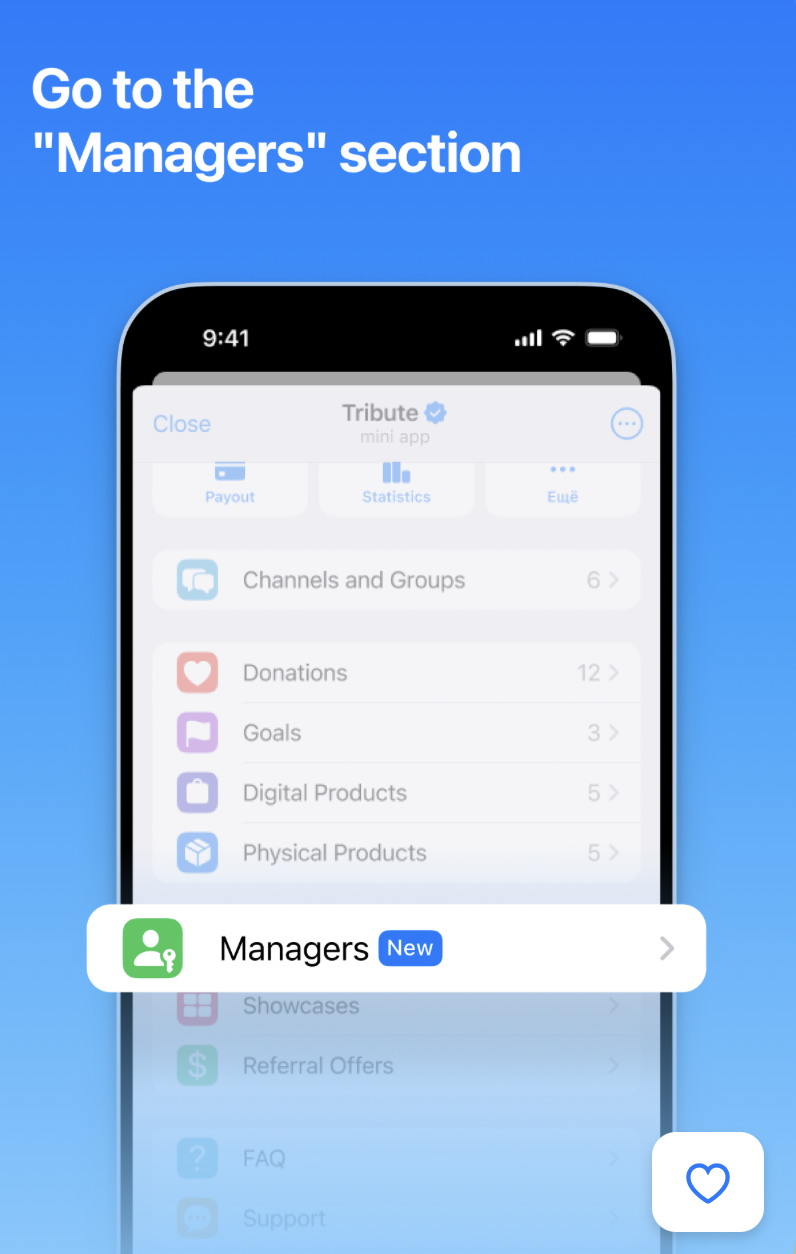 Go to the
"Managers" section
9:41
Close
Tribute
mini app
Payout
Statistics
Ещё
Channels and Groups 6
Donations 12
Goals 3
Digital Products 5
Physical Products 5
Managers New
Showcases
Referral Offers
FAQ
Support